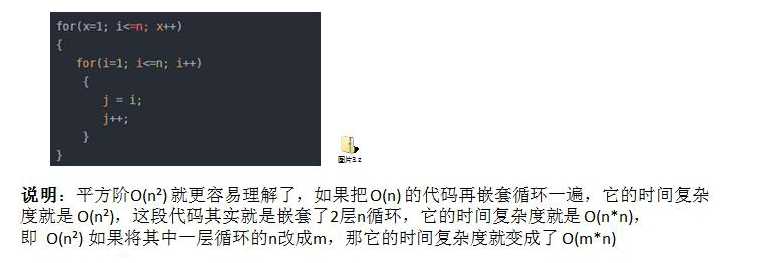 for(x=1; i<=n; x++)
{
for(i=1; i<=n; i++)
{
j = i;
j++;
}
}
图片3.z
说明：平方阶O(n²) 就更容易理解了，如果把 O(n) 的代码再嵌套循环一遍，它的时间复杂
度就是 O(n²)，这段代码其实就是嵌套了2层n循环，它的时间复杂度就是 O(n*n)，
即 O(n²) 如果将其中一层循环的n改成m，那它的时间复杂度就变成了 O(m*n)